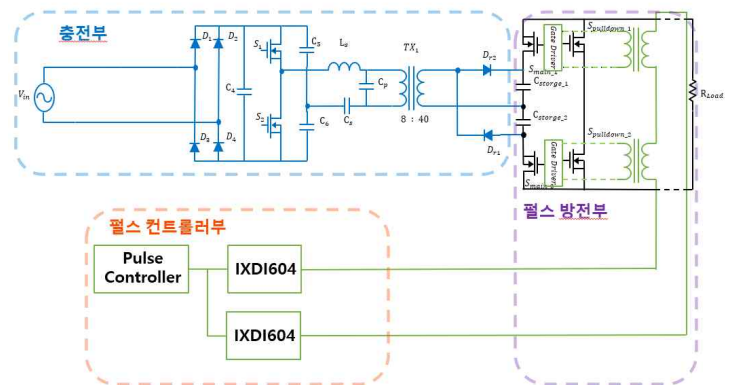 충전부
D₁
D₂
S₁
C₅
Lₛ
TX₁
Dᵣ₂
Spulldown_1
Gate Driver
Smain_1
Cstorge_1
Vin
C₄
Cₚ
RLoad
S₂
C₆
Cₛ
8 : 40
Cstorge_2
Spulldown_2
D₃
D₄
Dᵣ₁
Gate Driver
펄스 방전부
펄스 컨트롤러부
Pulse
Controller
IXDI604
IXDI604